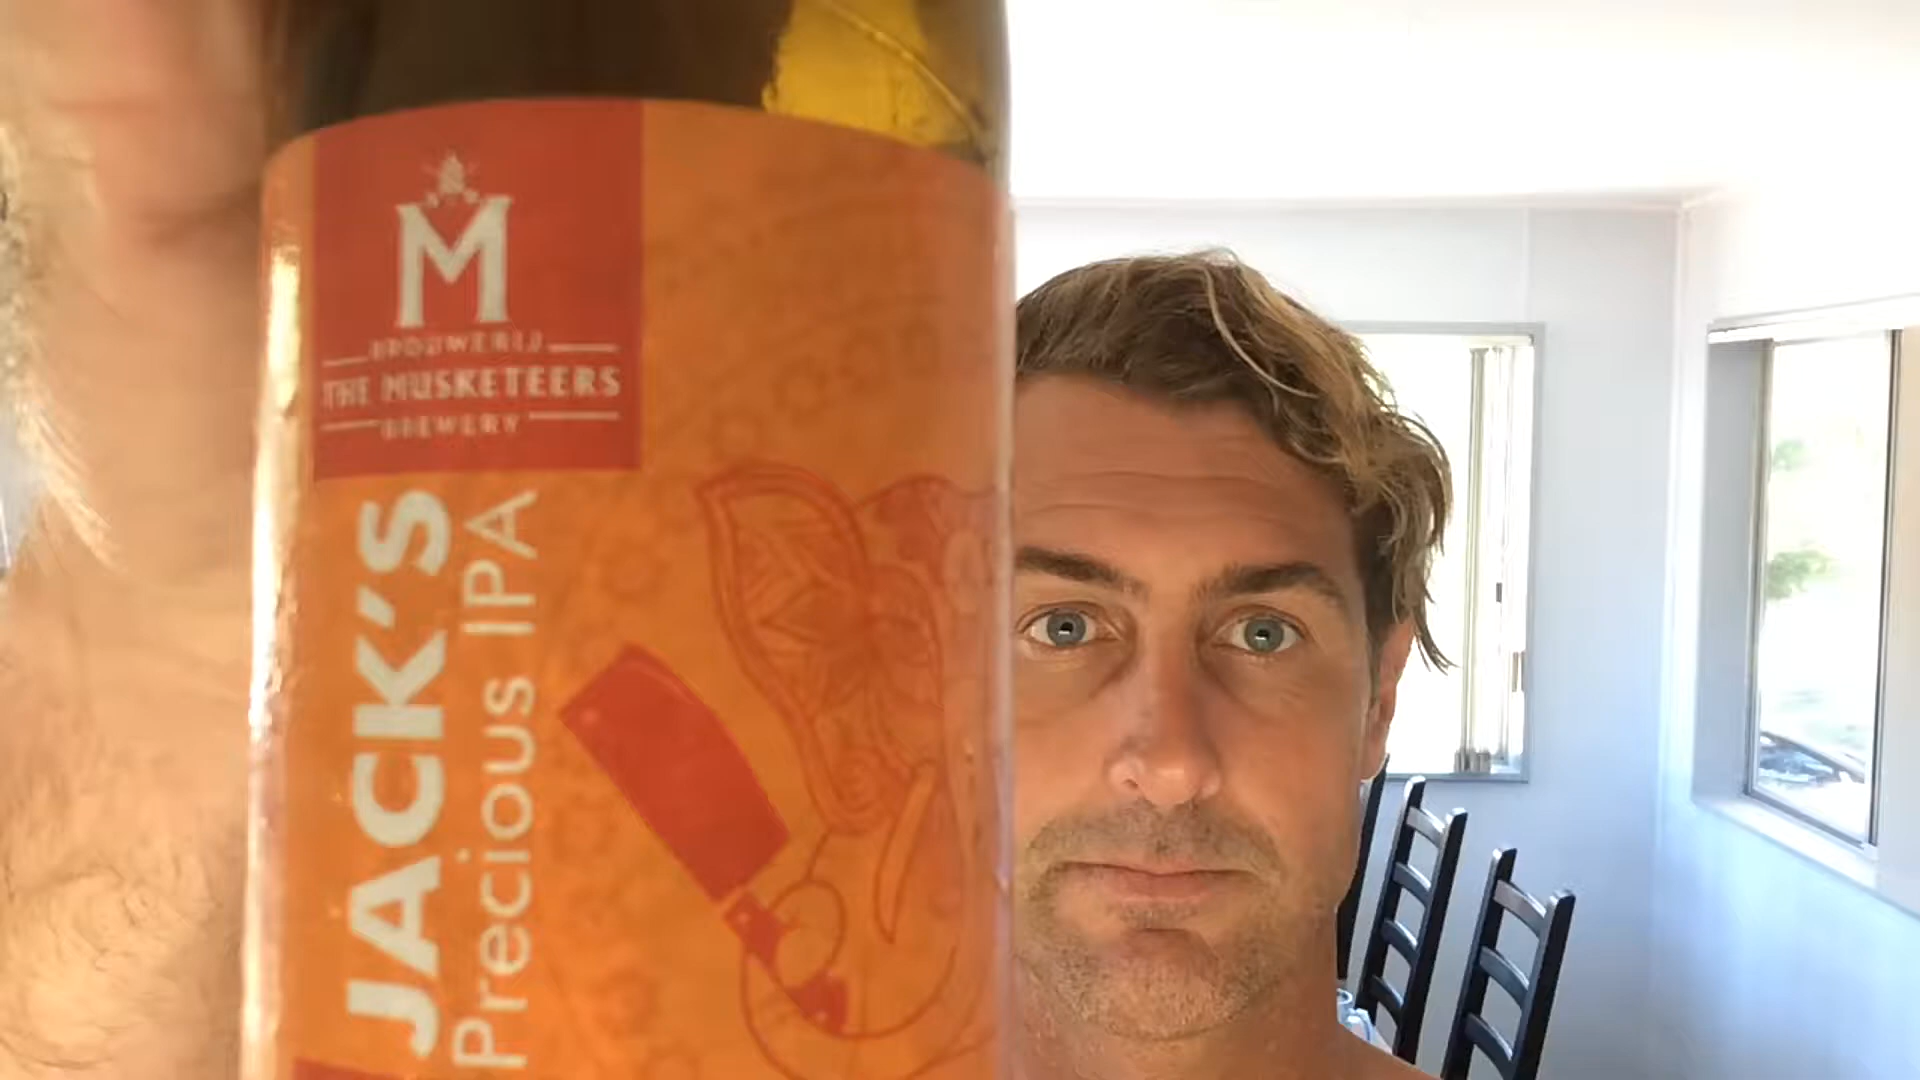 M
BROUWERIJ
THE MUSKETEERS
BREWERY
JACK'S
Precious IPA